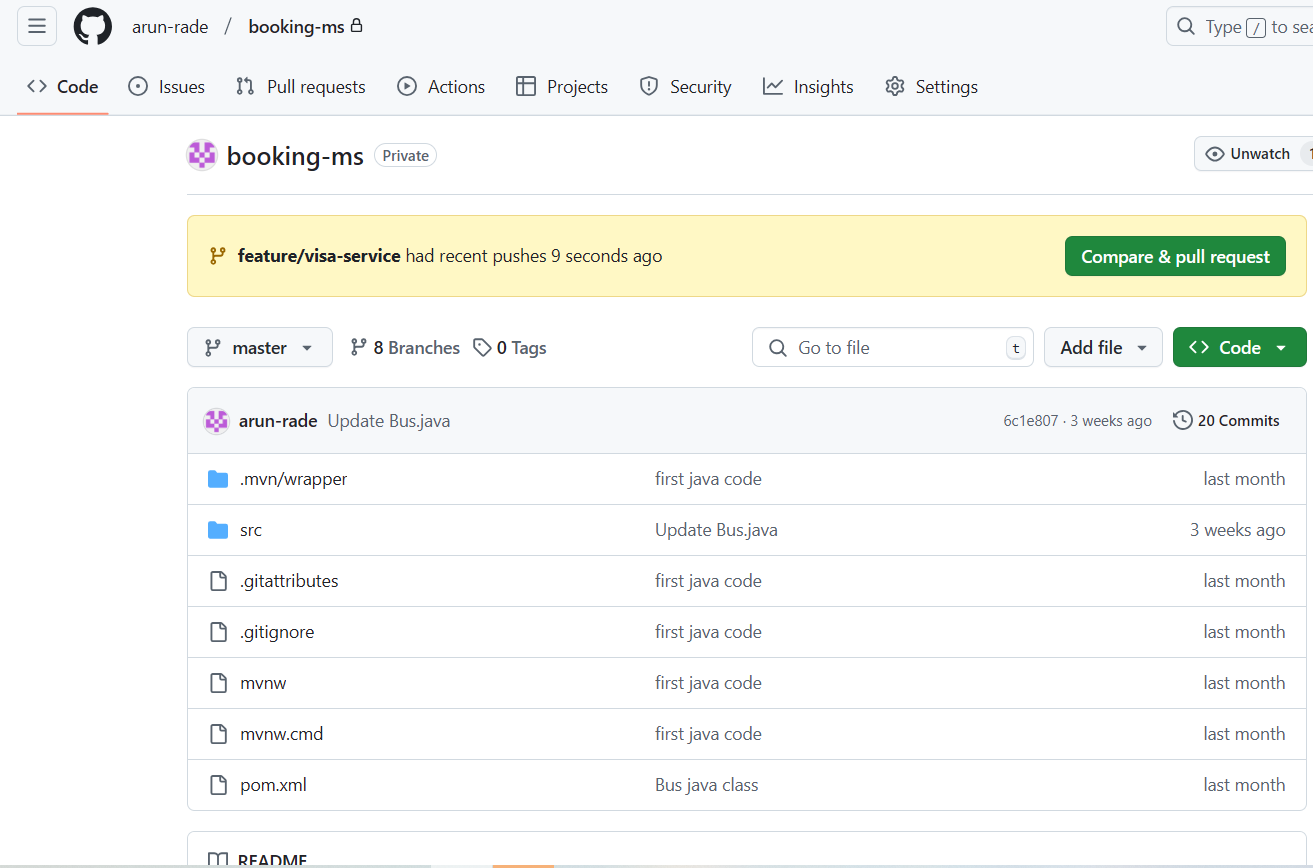 arun-rade / booking-ms
Type / to sea
Code Issues Pull requests Actions Projects Security Insights Settings
booking-ms Private
Unwatch 1
feature/visa-service had recent pushes 9 seconds ago
Compare & pull request
master 8 Branches 0 Tags
Go to file t
Add file
Code
arun-rade Update Bus.java 6c1e807 · 3 weeks ago 20 Commits
.mvn/wrapper first java code last month
src Update Bus.java 3 weeks ago
.gitattributes first java code last month
.gitignore first java code last month
mvnw first java code last month
mvnw.cmd first java code last month
pom.xml Bus java class last month
README